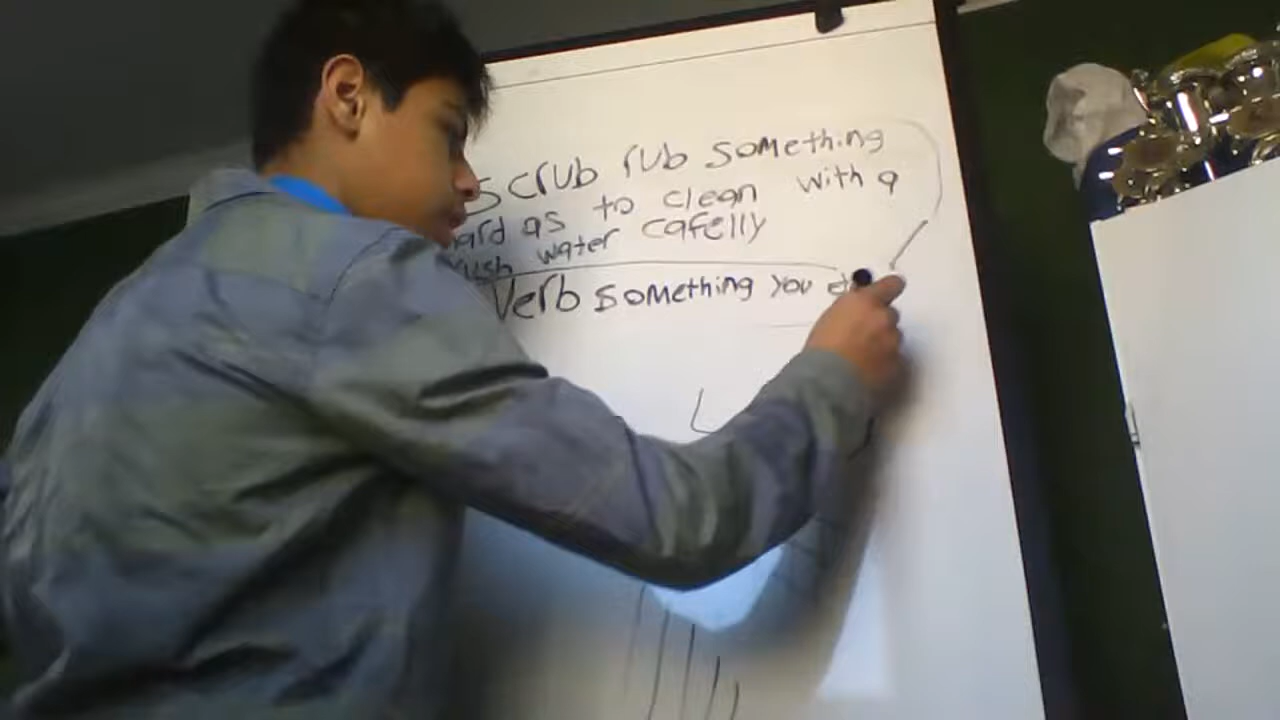 Scrub rub something
hard as to clean with a
water cafelly
Verb something you